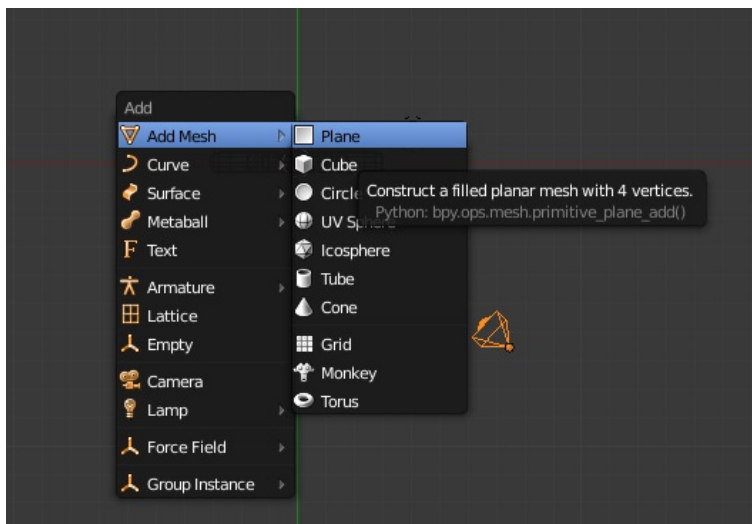 Add
Add Mesh
Curve
Surface
Metaball
Text
Armature
Lattice
Empty
Camera
Lamp
Force Field
Group Instance
Plane
Cube
Circle
UV Sphere
Icosphere
Tube
Cone
Grid
Monkey
Torus
Construct a filled planar mesh with 4 vertices.
Python: bpy.ops.mesh.primitive_plane_add()